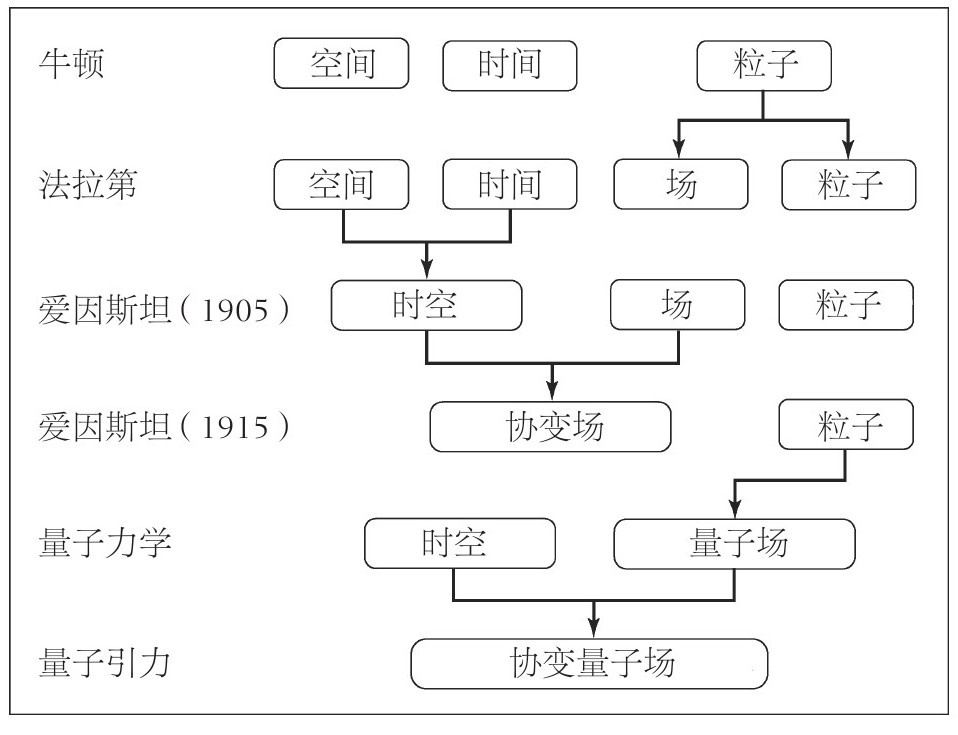 牛顿 空间 时间 粒子
法拉第 空间 时间 场 粒子
爱因斯坦（1905） 时空 场 粒子
爱因斯坦（1915） 协变场 粒子
量子力学 时空 量子场
量子引力 协变量子场